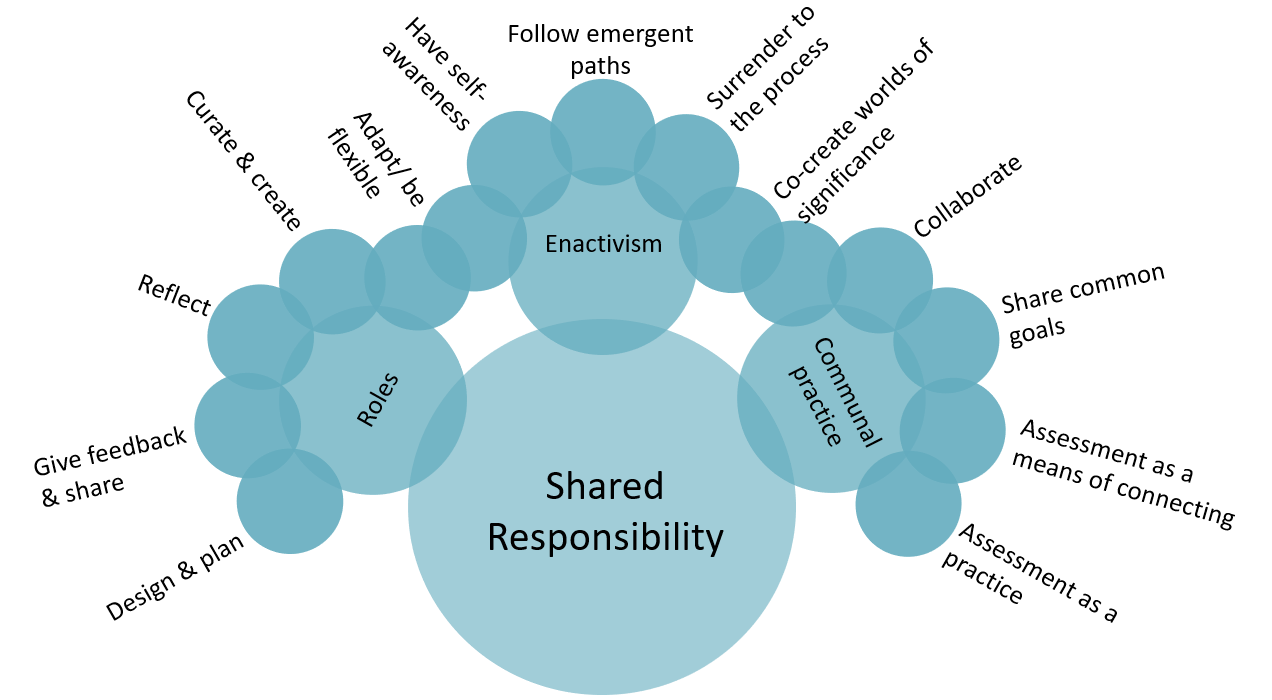 Follow emergent
paths
Have self-
awareness
Surrender to
the process
Curate & create
Adapt/ be
flexible
Co-create worlds of
significance
Collaborate
Reflect
Enactivism
Share common
goals
Roles
Communal
practice
Give feedback
& share
Assessment as a
means of connecting
Shared
Responsibility
Design & plan
Assessment as a
practice